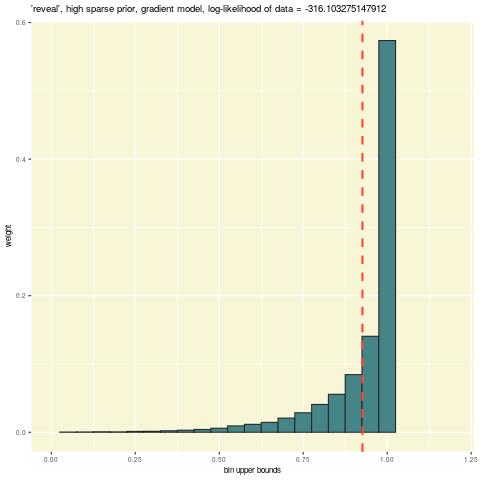 'reveal', high sparse prior, gradient model, log-likelihood of data = -316.103275147912
0.6
0.4
0.2
0.0
weight
0.00 0.25 0.50 0.75 1.00 1.25
bin upper bounds